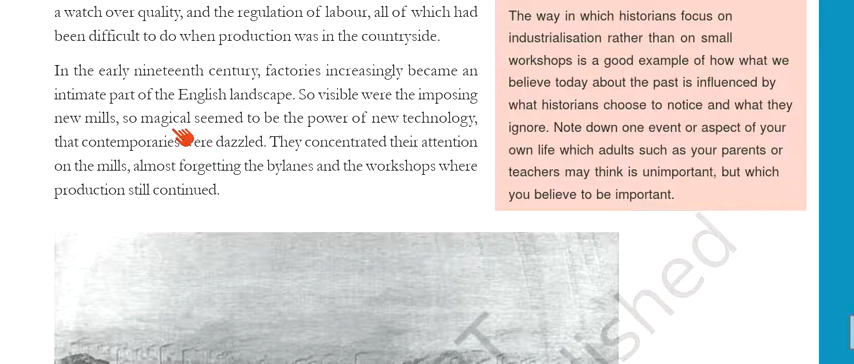 a watch over quality, and the regulation of labour, all of which had
been difficult to do when production was in the countryside.
In the early nineteenth century, factories increasingly became an
intimate part of the English landscape. So visible were the imposing
new mills, so magical seemed to be the power of new technology,
that contemporaries were dazzled. They concentrated their attention
on the mills, almost forgetting the bylanes and the workshops where
production still continued.
The way in which historians focus on
industrialisation rather than on small
workshops is a good example of how what we
believe today about the past is influenced by
what historians choose to notice and what they
ignore. Note down one event or aspect of your
own life which adults such as your parents or
teachers may think is unimportant, but which
you believe to be important.